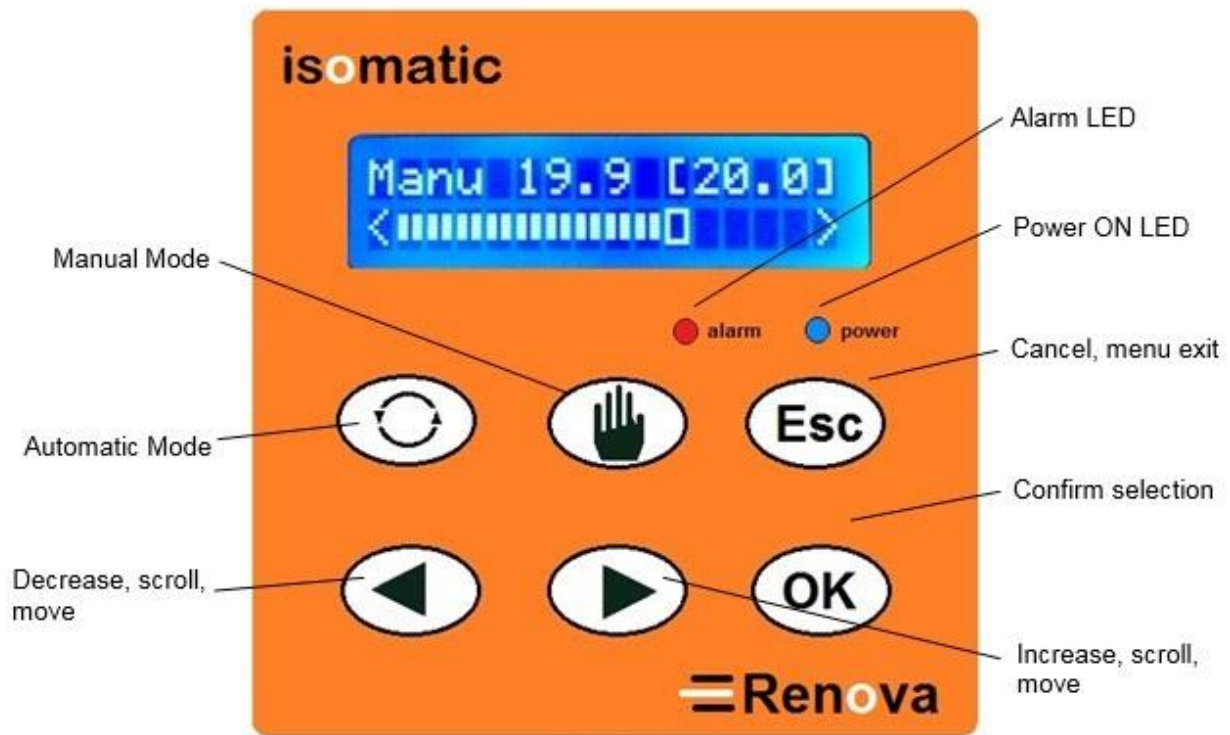 isomatic
Manu 19.9 [20.0]
< >
alarm
power
Esc
OK
Renova
Alarm LED
Power ON LED
Manual Mode
Cancel, menu exit
Automatic Mode
Confirm selection
Decrease, scroll,
move
Increase, scroll,
move